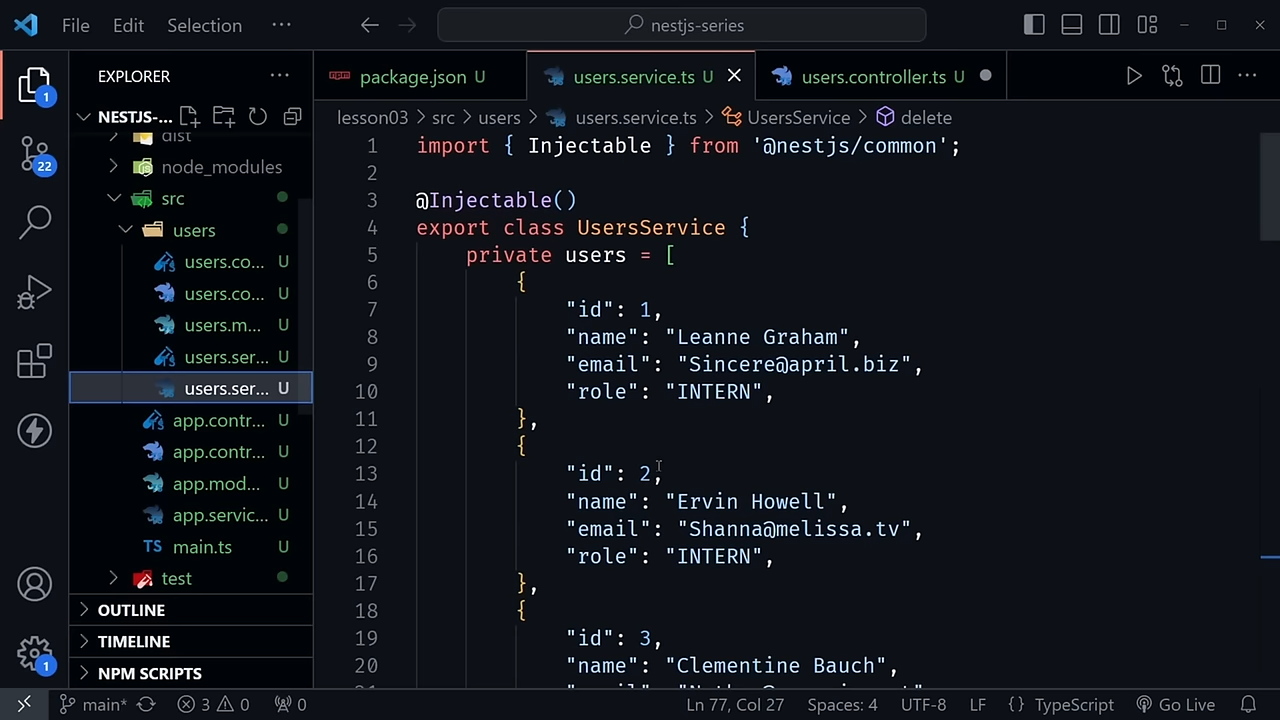 File Edit Selection ··· nestjs-series
EXPLORER ···
package.json U
users.service.ts U
users.controller.ts U
NESTJS-...
lesson03 > src > users > users.service.ts > UsersService > delete
dist
node_modules
src
users
users.co... U
users.co... U
users.m... U
users.ser... U
users.ser... U
app.contr... U
app.contr... U
app.mod... U
app.servic... U
TS main.ts U
test
OUTLINE
TIMELINE
NPM SCRIPTS
1
22
1
1 import { Injectable } from '@nestjs/common';
2
3 @Injectable()
4 export class UsersService {
5 private users = [
6 {
7 "id": 1,
8 "name": "Leanne Graham",
9 "email": "Sincere@april.biz",
10 "role": "INTERN",
11 },
12 {
13 "id": 2,
14 "name": "Ervin Howell",
15 "email": "Shanna@melissa.tv",
16 "role": "INTERN",
17 },
18 {
19 "id": 3,
20 "name": "Clementine Bauch",
main* 3 0 0 Ln 77, Col 27 Spaces: 4 UTF-8 LF {} TypeScript Go Live